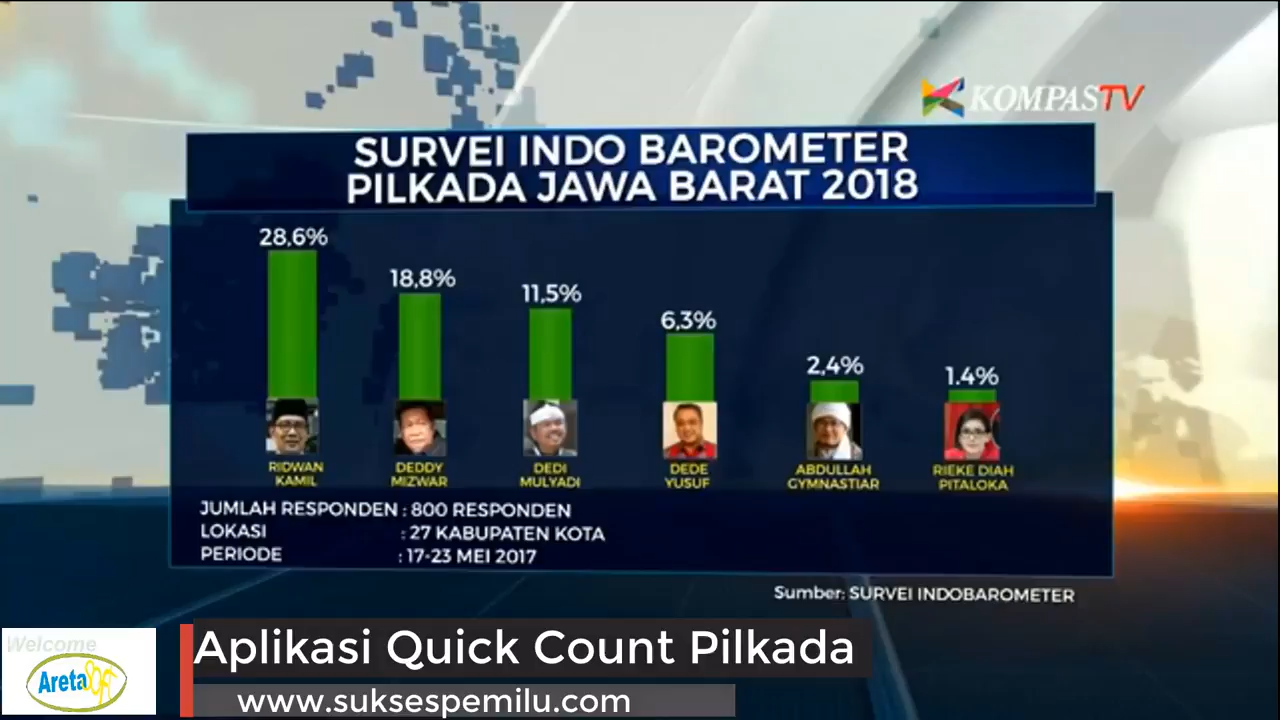 KOMPASTV
SURVEI INDO BAROMETER
PILKADA JAWA BARAT 2018
28,6%
18,8%
11,5%
6,3%
2,4%
1.4%
RIDWAN
KAMIL
DEDDY
MIZWAR
DEDI
MULYADI
DEDE
YUSUF
ABDULLAH
GYMNASTIAR
RIEKE DIAH
PITALOKA
JUMLAH RESPONDEN : 800 RESPONDEN
LOKASI : 27 KABUPATEN KOTA
PERIODE : 17-23 MEI 2017
Sumber: SURVEI INDOBAROMETER
Welcome
Areta
Aplikasi Quick Count Pilkada
www.suksespemilu.com